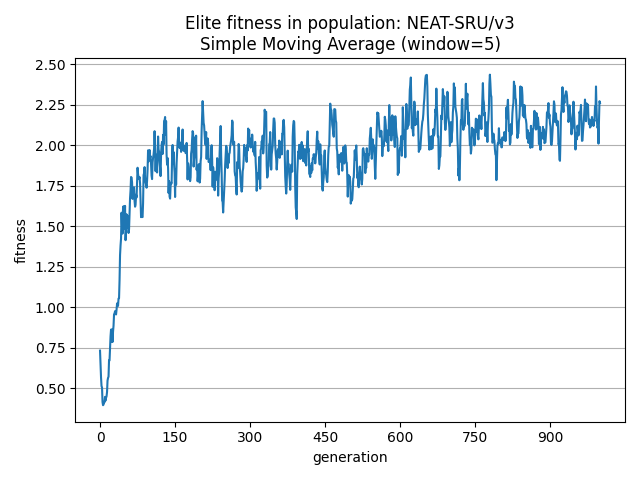 Elite fitness in population: NEAT-SRU/v3
Simple Moving Average (window=5)
2.50
2.25
2.00
1.75
1.50
1.25
1.00
0.75
0.50
fitness
0 150 300 450 600 750 900
generation